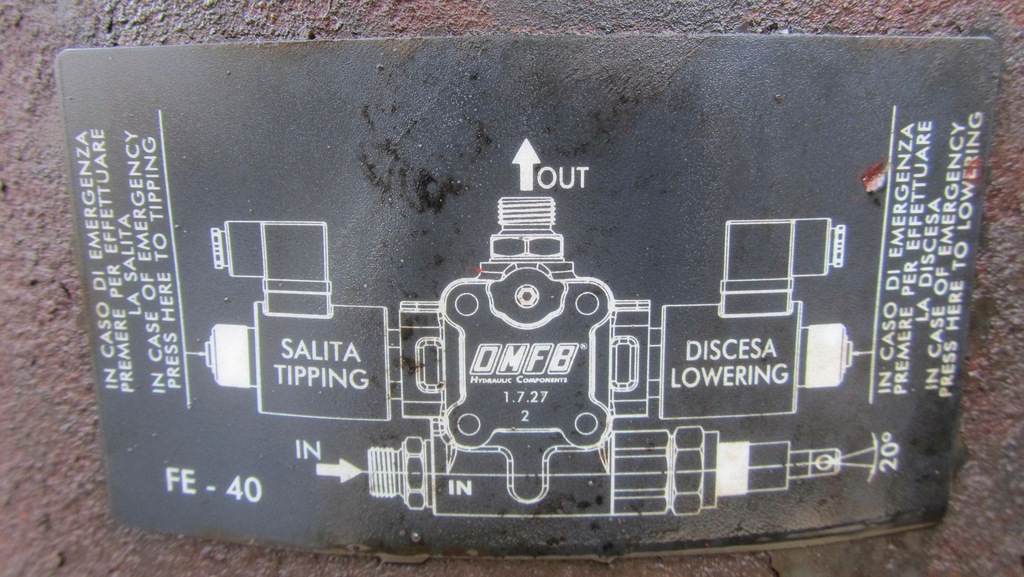 IN CASO DI EMERGENZA
PREMERE PER EFFETTUARE
LA SALITA
IN CASE OF EMERGENCY
PRESS HERE TO TIPPING
OUT
SALITA
TIPPING
OMFB®
HYDRAULIC COMPONENTS
1.7.27
2
DISCESA
LOWERING
IN CASO DI EMERGENZA
PREMERE PER EFFETTUARE
LA DISCESA
IN CASE OF EMERGENCY
PRESS HERE TO LOWERING
IN
IN
20°
FE - 40